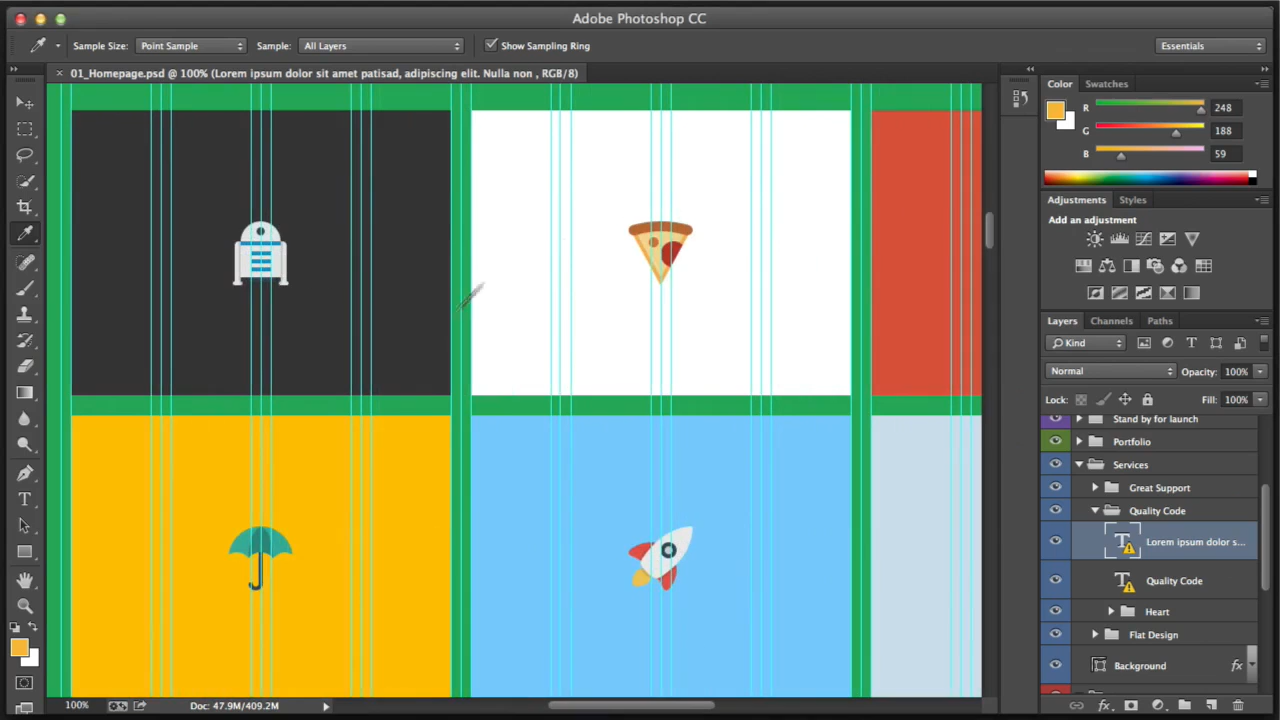 Adobe Photoshop CC
Sample Size: Point Sample Sample: All Layers Show Sampling Ring Essentials
01_Homepage.psd @ 100% (Lorem ipsum dolor sit amet patisad, adipiscing elit. Nulla non , RGB/8)
Color Swatches
R 248
G 188
B 59
Adjustments Styles
Add an adjustment
Layers Channels Paths
Kind
Normal Opacity: 100%
Lock: Fill: 100%
Stand by for launch
Portfolio
Services
Great Support
Quality Code
Lorem ipsum dolor s...
Quality Code
Heart
Flat Design
Background fx
100% Doc: 47.9M/409.2M
fx